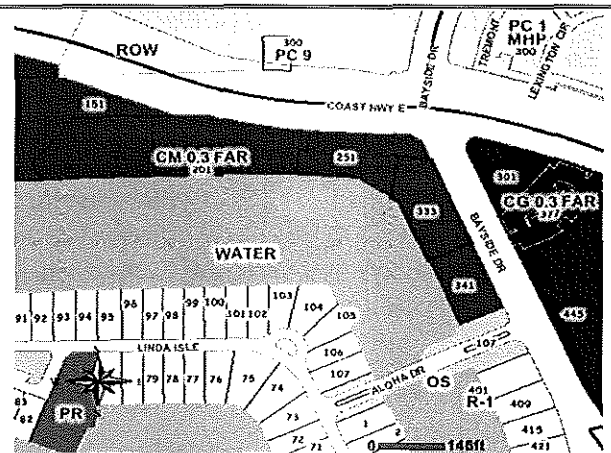 ROW
300
PC 9
BAYSIDE DR
TREMONT
PC 1
MHP
300
LEXINGTON CIR
COAST HWY E
151
CM 0.3 FAR
201
251
301
CG 0.3 FAR
377
333
BAYSIDE DR
WATER
341
445
91 92 93 94 95 96 97 98 99 100 101 102 103 104 105
LINDA ISLE
106
107
107
ALOHA DR
OS
R-1
401
409
415
421
83
82
PR
79 78 77 76 75 74
73
72 71
1 2
0 146ft